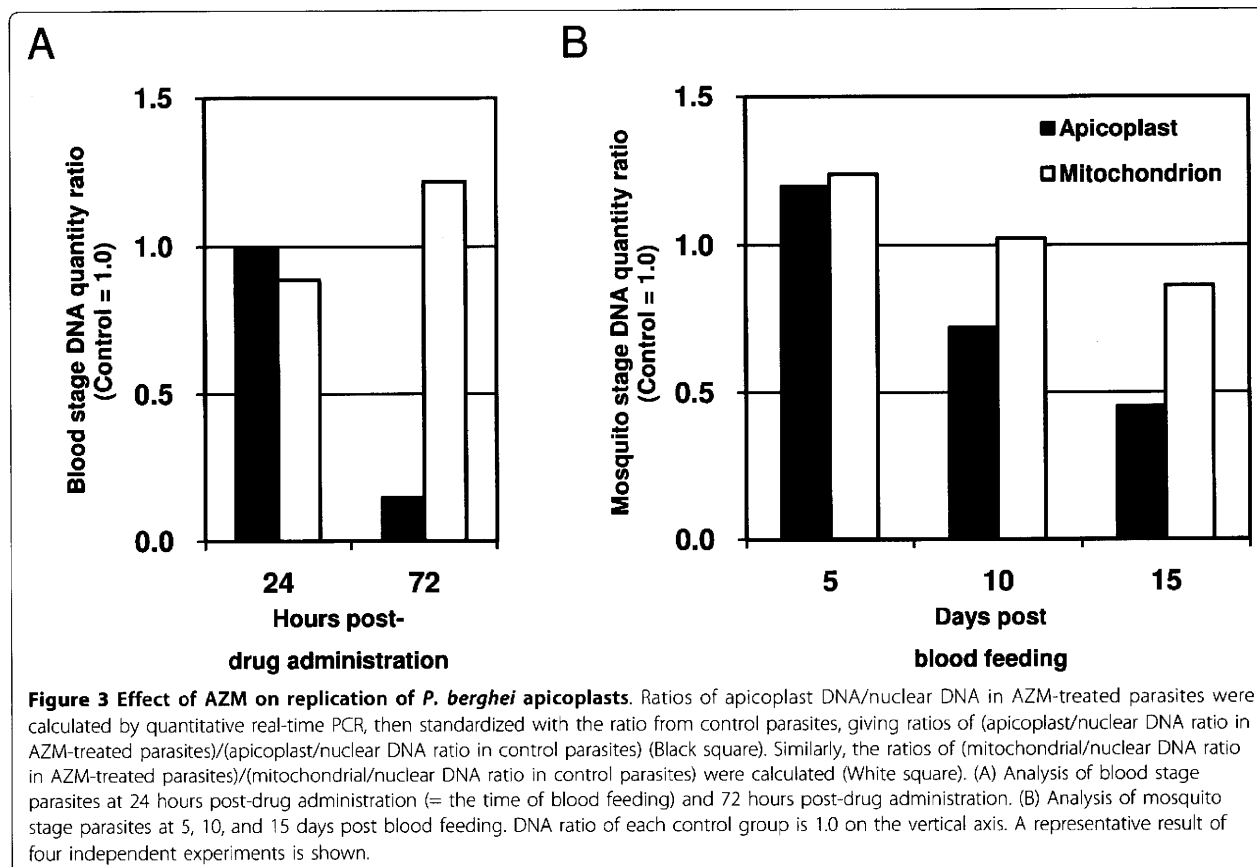 A
B
1.5
1.0
0.5
0.0
Blood stage DNA quantity ratio
(Control = 1.0)
24 72
Hours post-
drug administration
1.5
1.0
0.5
0.0
Mosquito stage DNA quantity ratio
(Control = 1.0)
Apicoplast
Mitochondrion
5 10 15
Days post
blood feeding
Figure 3 Effect of AZM on replication of P. berghei apicoplasts. Ratios of apicoplast DNA/nuclear DNA in AZM-treated parasites were
calculated by quantitative real-time PCR, then standardized with the ratio from control parasites, giving ratios of (apicoplast/nuclear DNA ratio in
AZM-treated parasites)/(apicoplast/nuclear DNA ratio in control parasites) (Black square). Similarly, the ratios of (mitochondrial/nuclear DNA ratio
in AZM-treated parasites)/(mitochondrial/nuclear DNA ratio in control parasites) were calculated (White square). (A) Analysis of blood stage
parasites at 24 hours post-drug administration (= the time of blood feeding) and 72 hours post-drug administration. (B) Analysis of mosquito
stage parasites at 5, 10, and 15 days post blood feeding. DNA ratio of each control group is 1.0 on the vertical axis. A representative result of
four independent experiments is shown.